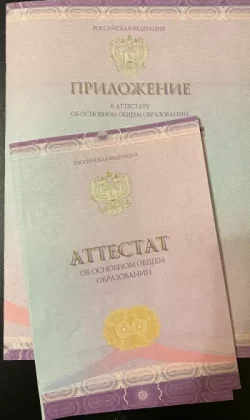 РОССИЙСКАЯ ФЕДЕРАЦИЯ
ПРИЛОЖЕНИЕ
К АТТЕСТАТУ
ОБ ОСНОВНОМ ОБЩЕМ ОБРАЗОВАНИИ
РОССИЙСКАЯ ФЕДЕРАЦИЯ
АТТЕСТАТ
ОБ ОСНОВНОМ ОБЩЕМ
ОБРАЗОВАНИИ